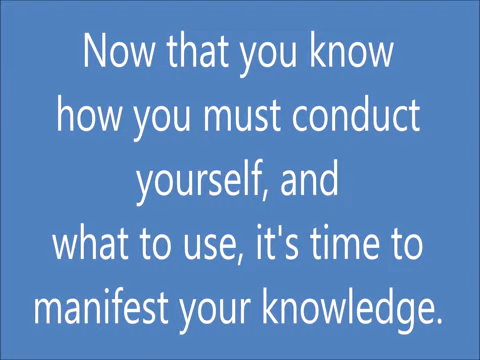 Now that you know
how you must conduct
yourself, and
what to use, it's time to
manifest your knowledge.